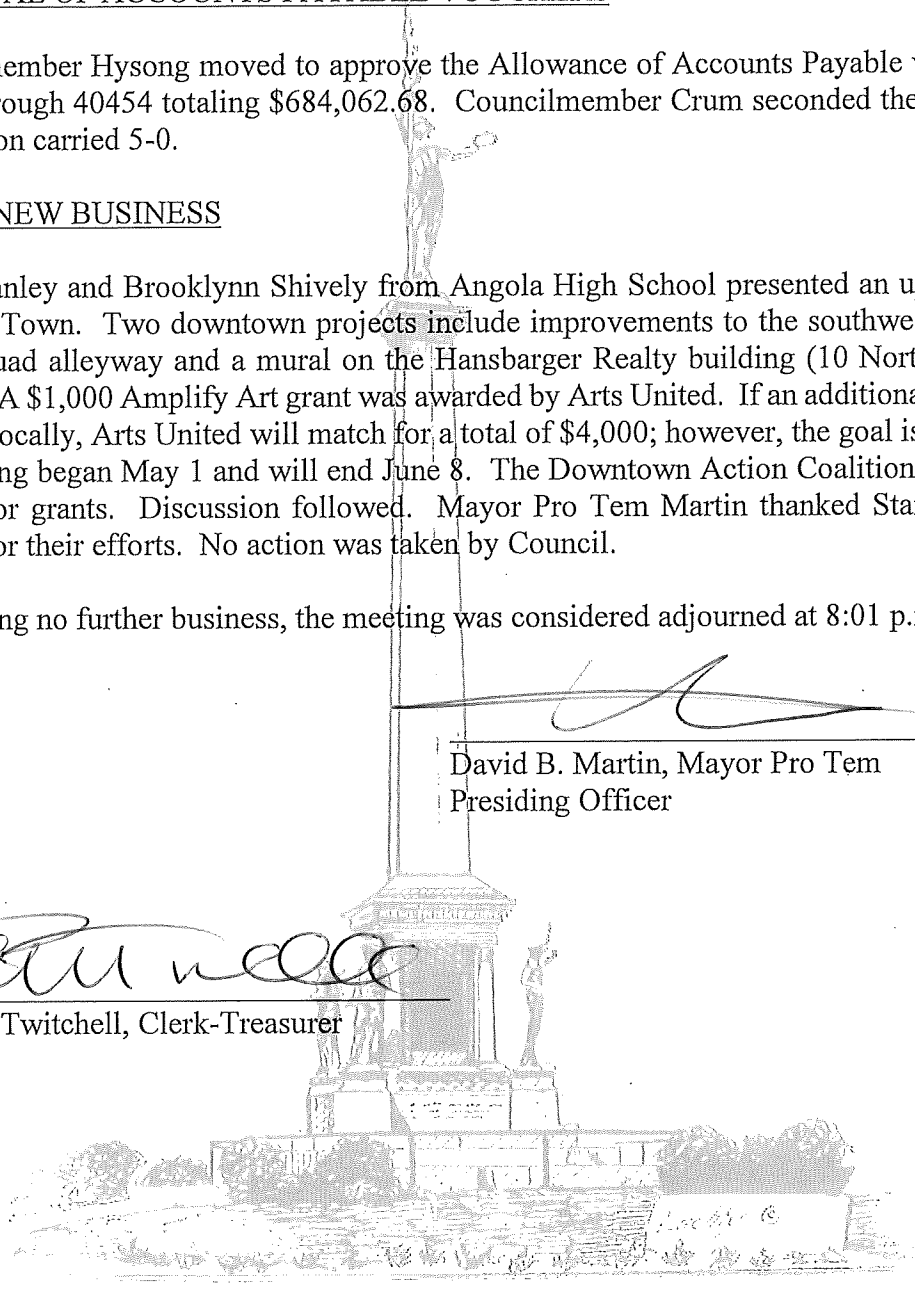 ember Hysong moved to approve the Allowance of Accounts Payable
rough 40454 totaling $684,062.68. Councilmember Crum seconded the
on carried 5-0.
NEW BUSINESS
nley and Brooklynn Shively from Angola High School presented an u
Town. Two downtown projects include improvements to the southwe
uad alleyway and a mural on the Hansbarger Realty building (10 Nort
A $1,000 Amplify Art grant was awarded by Arts United. If an additiona
ocally, Arts United will match for a total of $4,000; however, the goal is
ng began May 1 and will end June 8. The Downtown Action Coalition
or grants. Discussion followed. Mayor Pro Tem Martin thanked Sta
or their efforts. No action was taken by Council.
ng no further business, the meeting was considered adjourned at 8:01 p.
David B. Martin, Mayor Pro Tem
Presiding Officer
Twitchell, Clerk-Treasurer